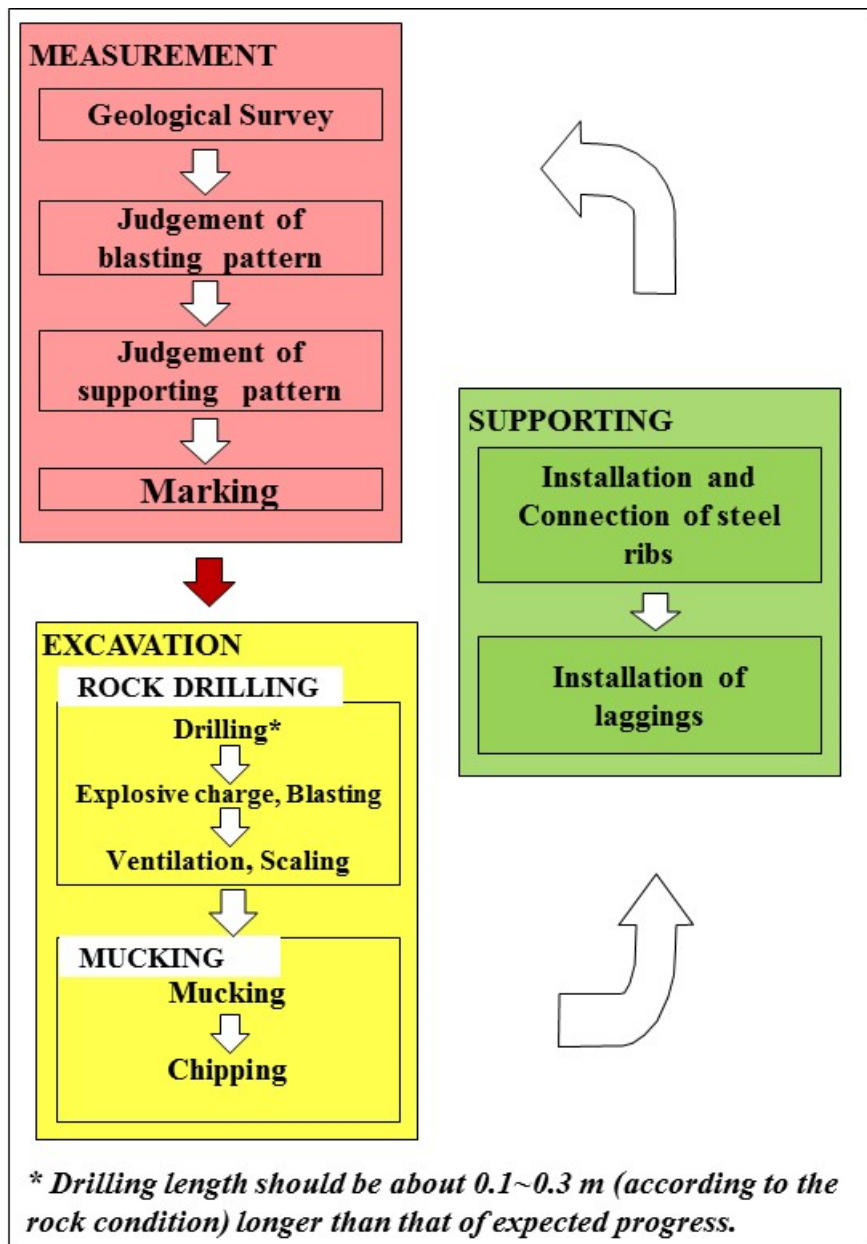 MEASUREMENT
Geological Survey
Judgement of
blasting pattern
Judgement of
supporting pattern
Marking
EXCAVATION
ROCK DRILLING
Drilling*
Explosive charge, Blasting
Ventilation, Scaling
MUCKING
Mucking
Chipping
SUPPORTING
Installation and
Connection of steel
ribs
Installation of
laggings
* Drilling length should be about 0.1~0.3 m (according to the
rock condition) longer than that of expected progress.